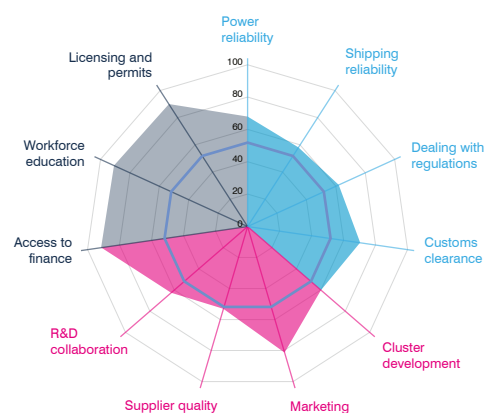 Power
reliability
Licensing and
permits
Shipping
reliability
100
80
60
40
20
0
Workforce
education
Dealing with
regulations
Access to
finance
Customs
clearance
R&D
collaboration
Cluster
development
Supplier quality
Marketing